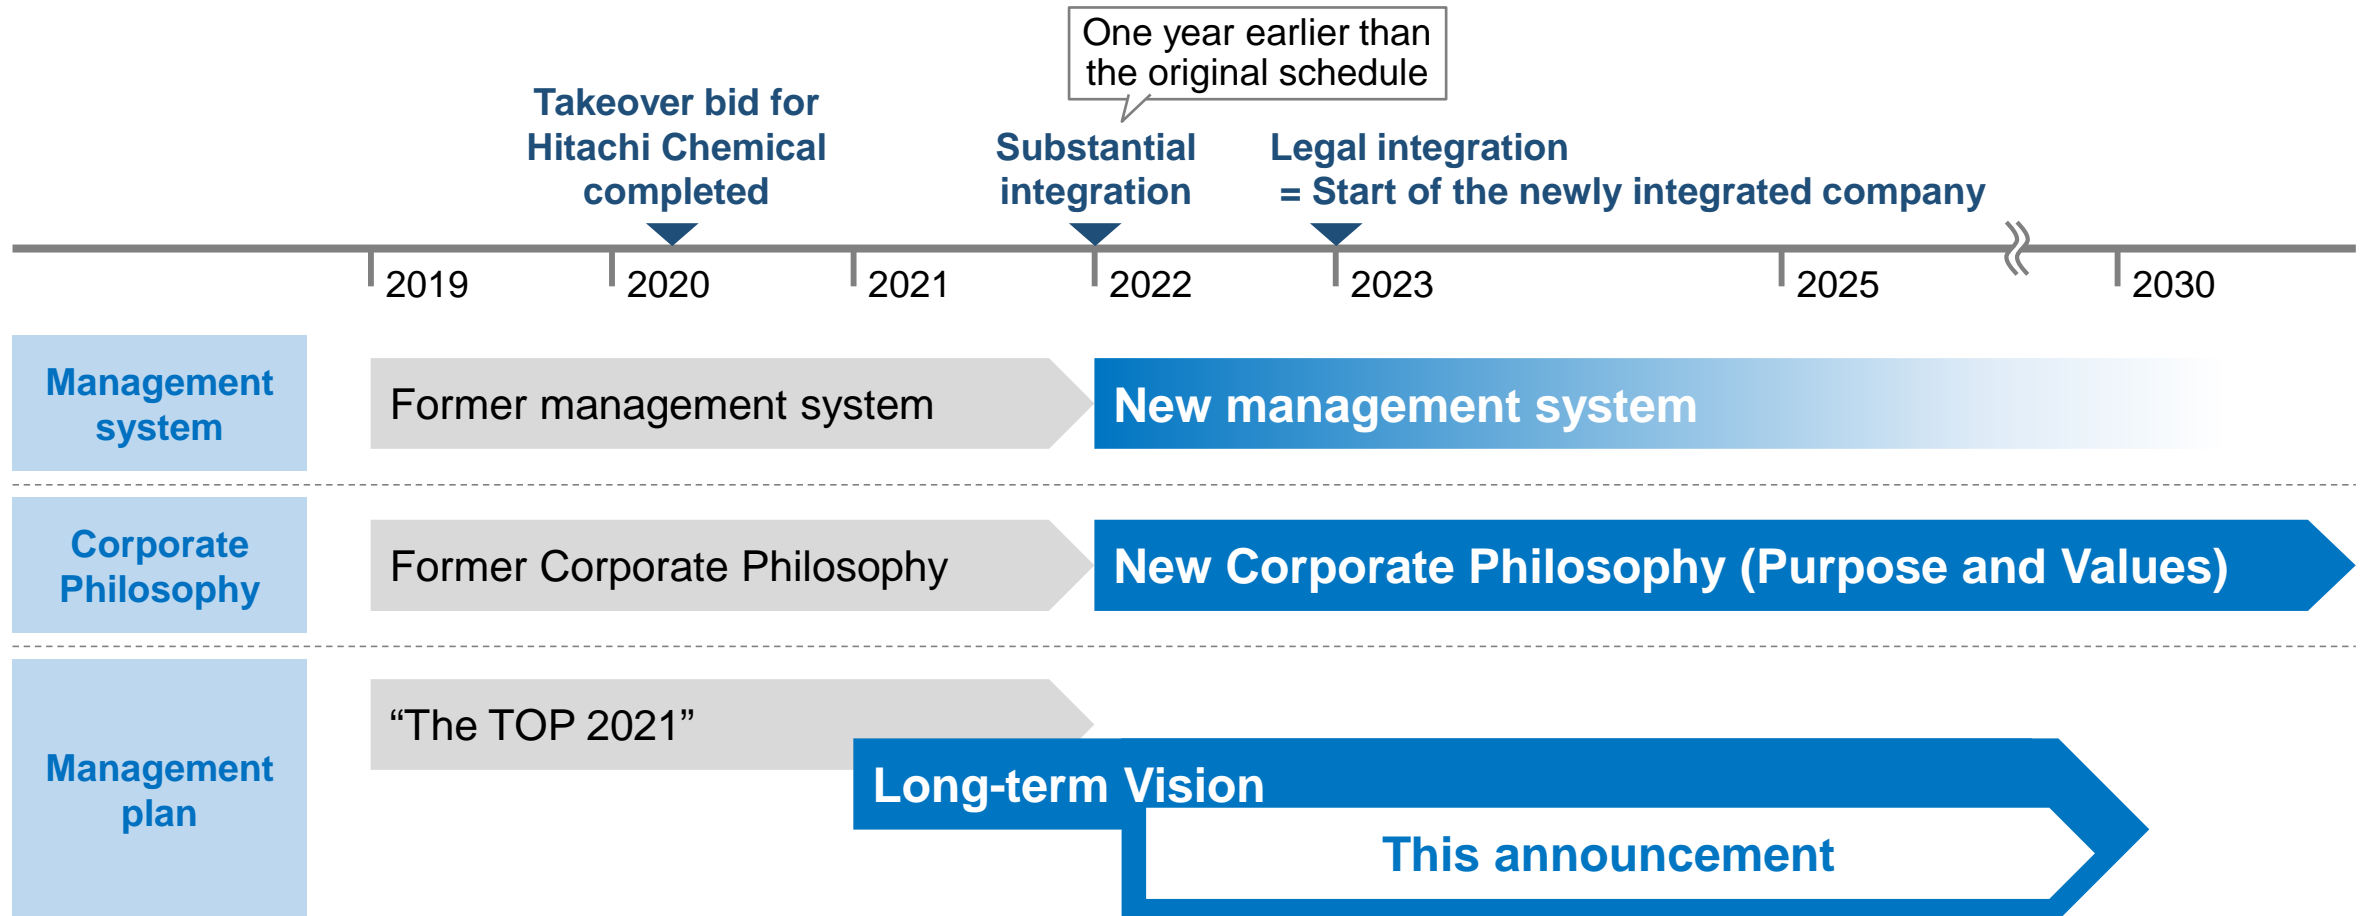 One year earlier than
the original schedule
Takeover bid for
Hitachi Chemical
completed
Substantial
integration
Legal integration
= Start of the newly integrated company
2019
2020
2021
2022
2023
2025
2030
Management
system
Former management system
New management system
Corporate
Philosophy
Former Corporate Philosophy
New Corporate Philosophy (Purpose and Values)
Management
plan
“The TOP 2021”
Long-term Vision
This announcement